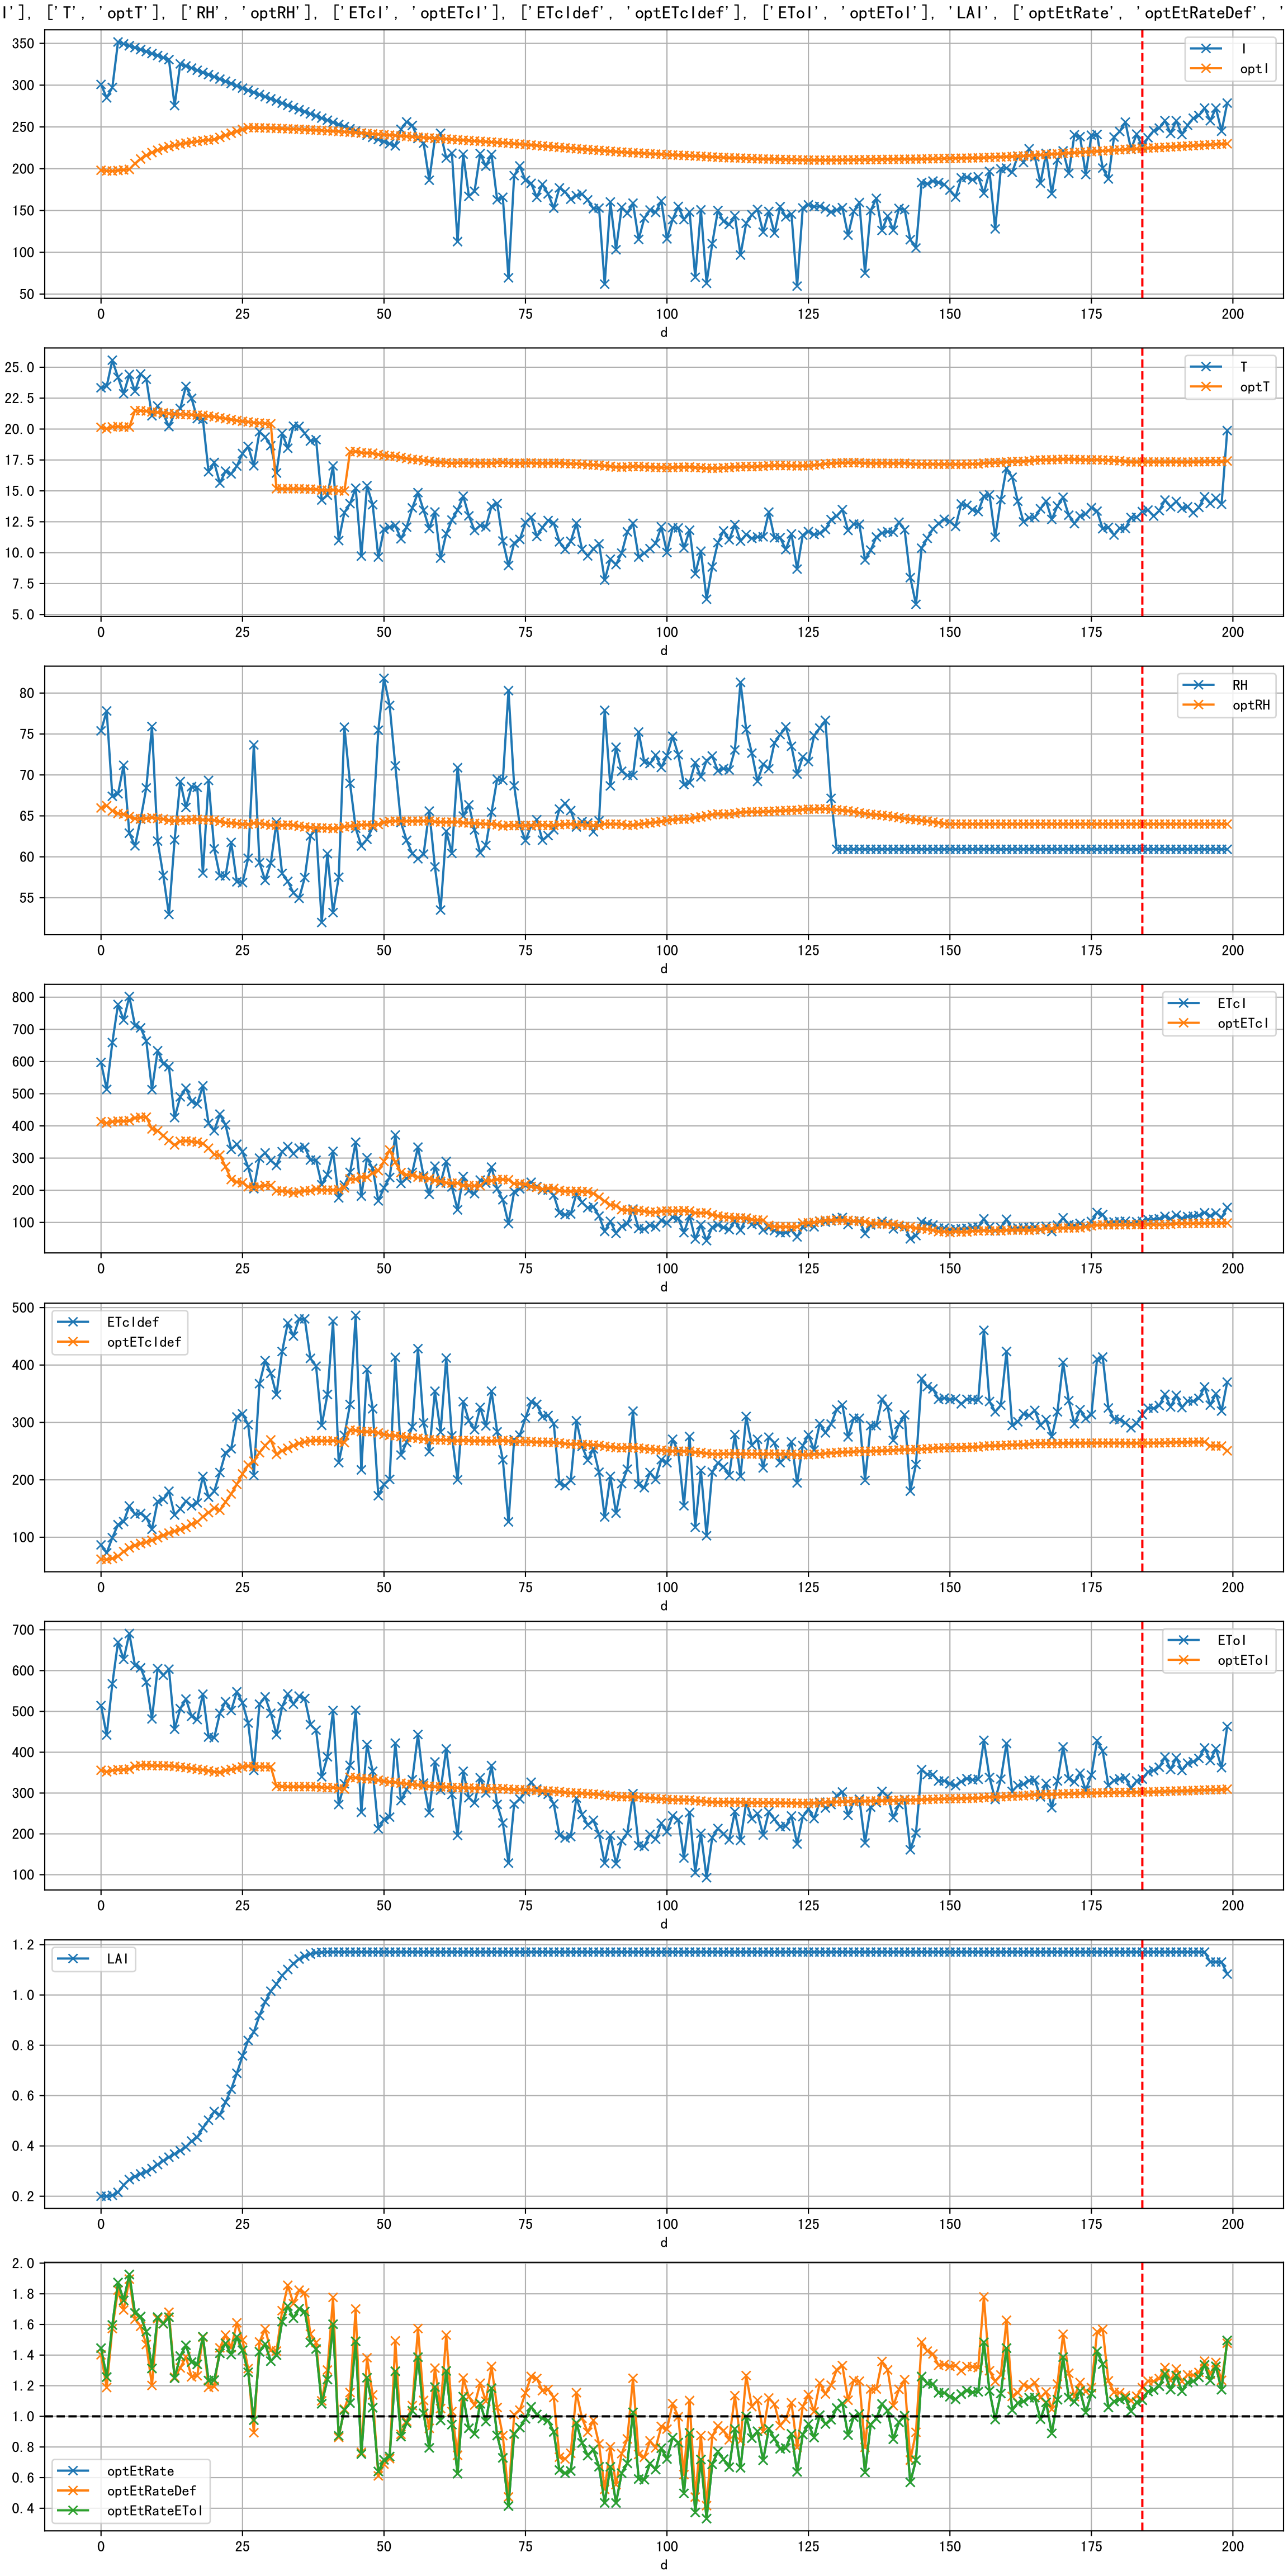 I'], ['T', 'optT'], ['RH', 'optRH'], ['ETcI', 'optETcI'], ['ETcIdef', 'optETcIdef'], ['EToI', 'optEToI'], 'LAI', ['optEtRate', 'optEtRateDef', '
350
300
250
200
150
100
50
I
optI
0 25 50 75 100 125 150 175 200
d
25.0
22.5
20.0
17.5
15.0
12.5
10.0
7.5
5.0
T
optT
0 25 50 75 100 125 150 175 200
d
80
75
70
65
60
55
RH
optRH
0 25 50 75 100 125 150 175 200
d
800
700
600
500
400
300
200
100
ETcI
optETcI
0 25 50 75 100 125 150 175 200
d
500
400
300
200
100
ETcIdef
optETcIdef
0 25 50 75 100 125 150 175 200
d
700
600
500
400
300
200
100
EToI
optEToI
0 25 50 75 100 125 150 175 200
d
1.2
1.0
0.8
0.6
0.4
0.2
LAI
0 25 50 75 100 125 150 175 200
d
2.0
1.8
1.6
1.4
1.2
1.0
0.8
0.6
0.4
optEtRate
optEtRateDef
optEtRateEToI
0 25 50 75 100 125 150 175 200
d